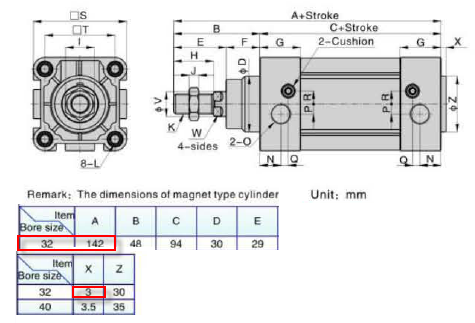 □S
□T
I
A+Stroke
B
C+Stroke
E
F
G
2-Cushion
G
X
H
J
ΦD
ΦV
ΦZ
P
R
P
R
K
W
4-sides
2-O
8-L
N
Q
Q
N
Remark: The dimensions of magnet type cylinder
Unit: mm
Item
Bore size
A
B
C
D
E
32
142
48
94
30
29
Item
Bore size
X
Z
32
3
30
40
3.5
35